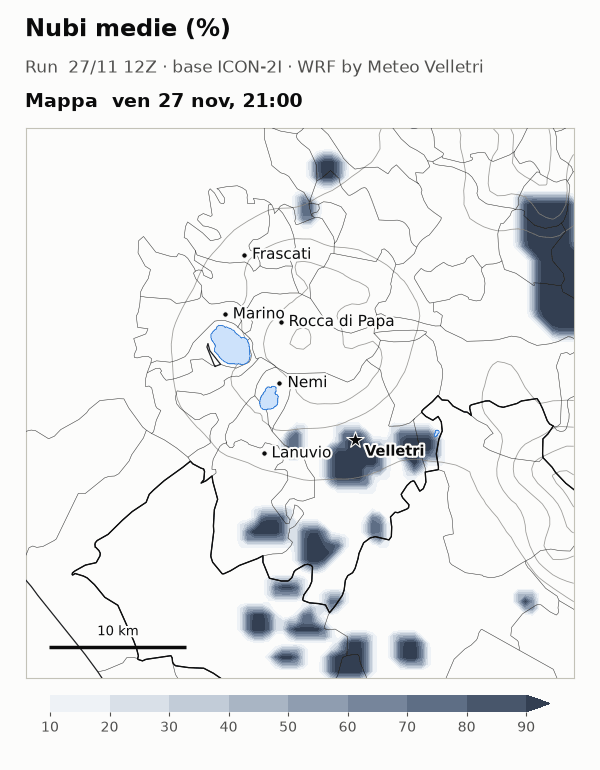 Nubi medie (%)
Run  27/11 12Z · base ICON-2I · WRF by Meteo Velletri
Mappa  ven 27 nov, 21:00
Frascati
Marino
Rocca di Papa
Nemi
Velletri
Lanuvio
10 km
10 20 30 40 50 60 70 80 90